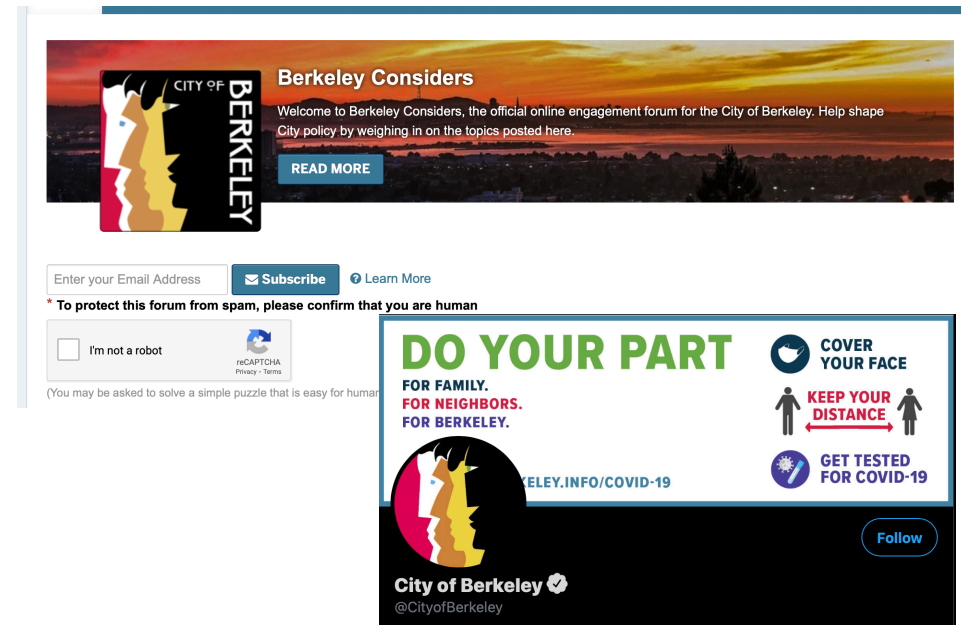 CITY OF BERKELEY
Berkeley Considers
Welcome to Berkeley Considers, the official online engagement forum for the City of Berkeley. Help shape
City policy by weighing in on the topics posted here.
READ MORE
Enter your Email Address
Subscribe
Learn More
* To protect this forum from spam, please confirm that you are human
I'm not a robot
reCAPTCHA
Privacy - Terms
(You may be asked to solve a simple puzzle that is easy for human
DO YOUR PART
FOR FAMILY.
FOR NEIGHBORS.
FOR BERKELEY.
KELEY.INFO/COVID-19
COVER
YOUR FACE
KEEP YOUR
DISTANCE
GET TESTED
FOR COVID-19
Follow
City of Berkeley
@CityofBerkeley